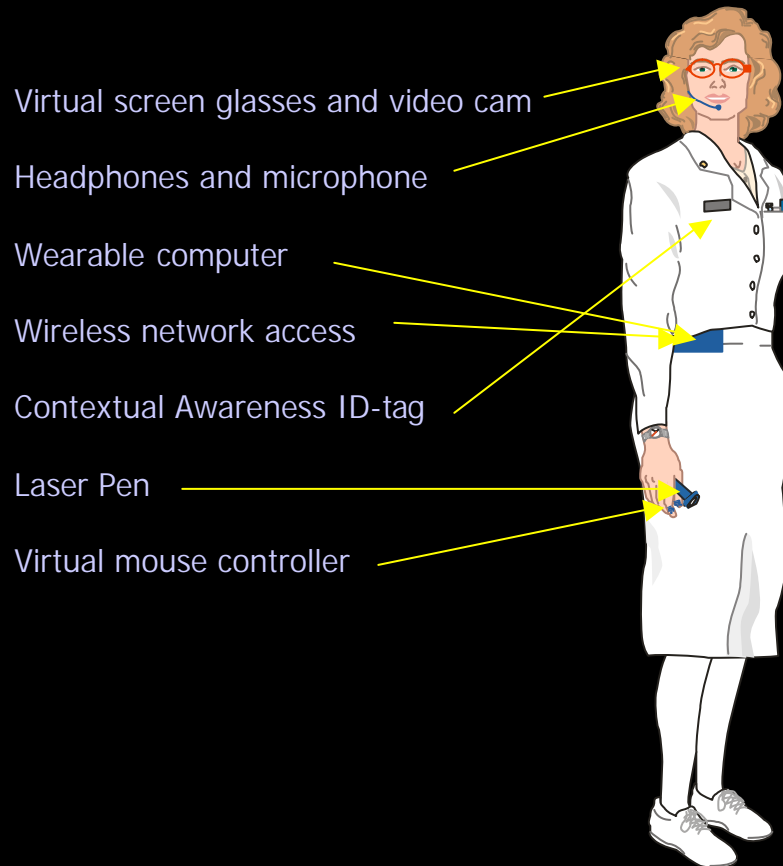 Virtual screen glasses and video cam
Headphones and microphone
Wearable computer
Wireless network access
Contextual Awareness ID-tag
Laser Pen
Virtual mouse controller